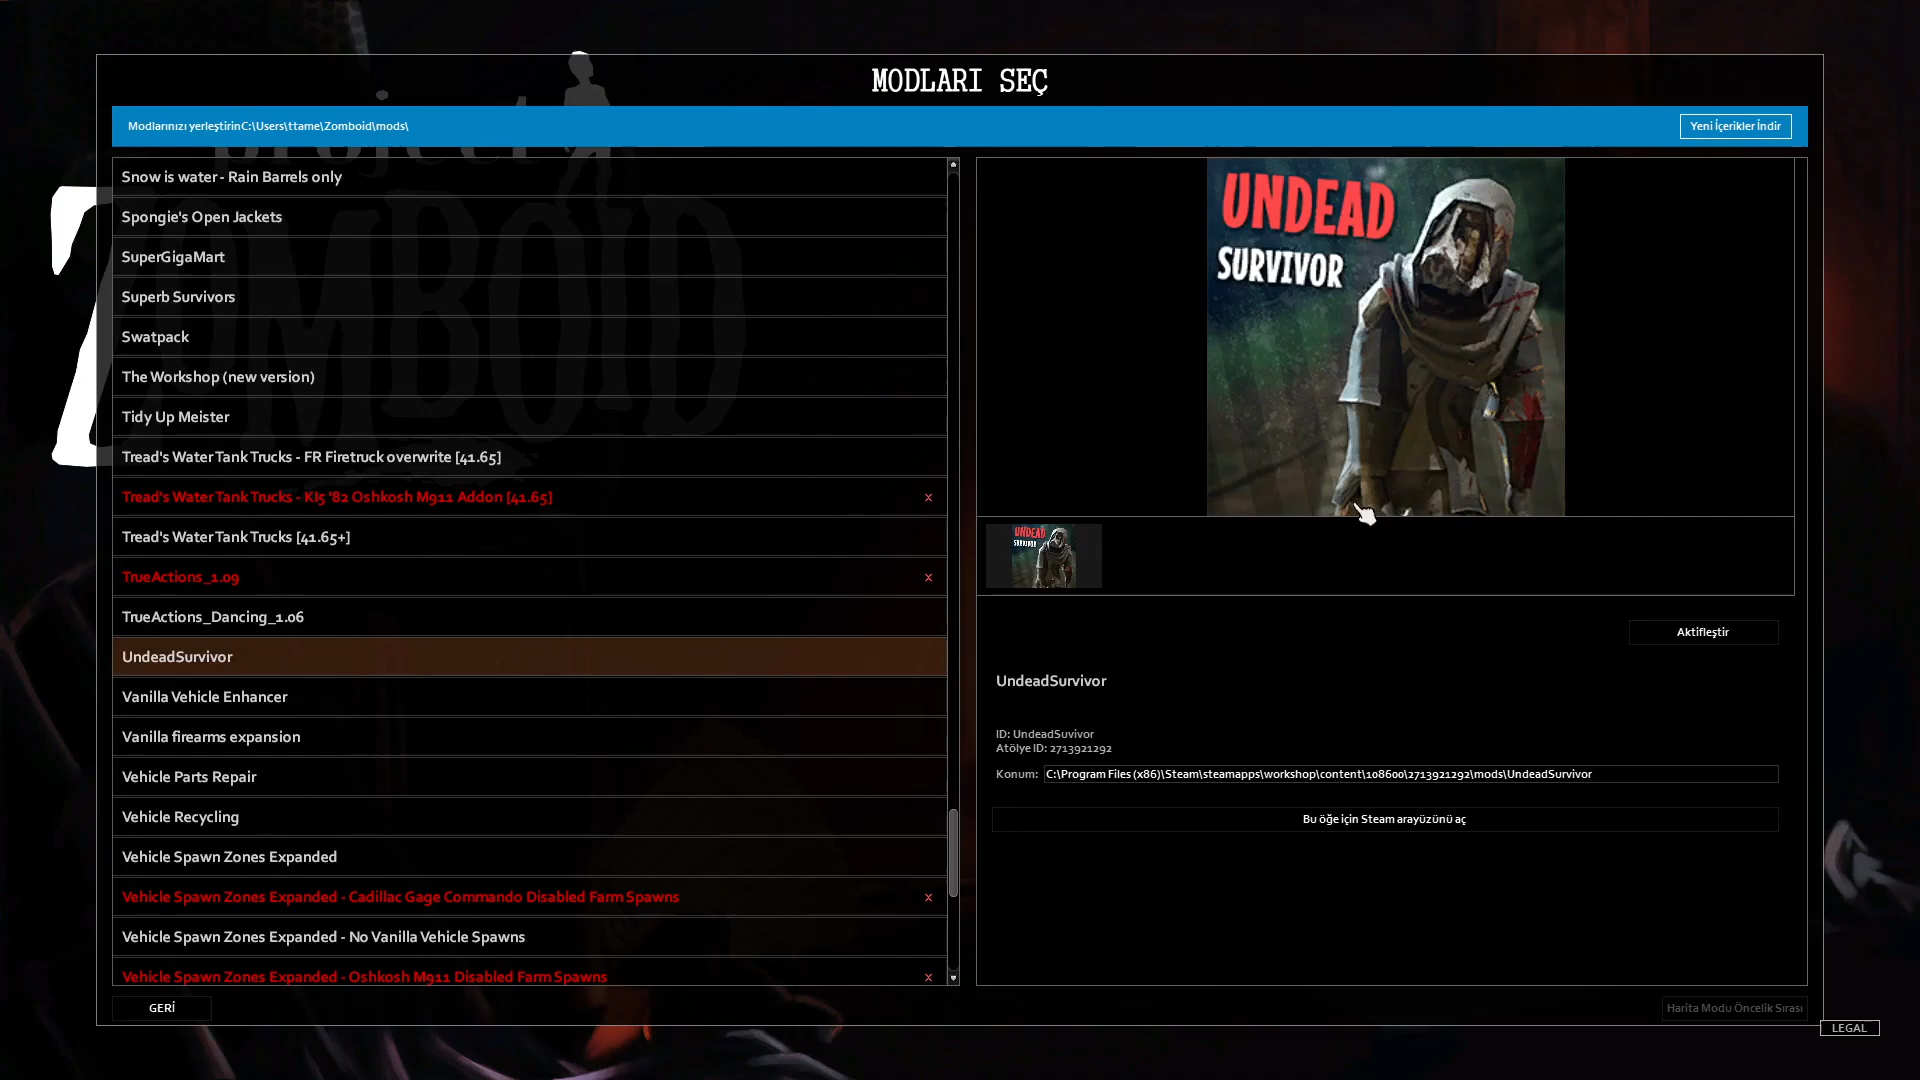 MODLARI SEÇ
Modlarınızı yerleştirinC:\Users\ttame\Zomboid\mods\
Yeni İçerikler İndir
project
ZOMBOID
Snow is water - Rain Barrels only
Spongie's Open Jackets
SuperGigaMart
Superb Survivors
Swatpack
The Workshop (new version)
Tidy Up Meister
Tread's Water Tank Trucks - FR Firetruck overwrite [41.65]
Tread's Water Tank Trucks - KI5 '82 Oshkosh M911 Addon [41.65]
x
Tread's Water Tank Trucks [41.65+]
TrueActions_1.09
x
TrueActions_Dancing_1.06
UndeadSurvivor
Vanilla Vehicle Enhancer
Vanilla firearms expansion
Vehicle Parts Repair
Vehicle Recycling
Vehicle Spawn Zones Expanded
Vehicle Spawn Zones Expanded - Cadillac Gage Commando Disabled Farm Spawns
x
Vehicle Spawn Zones Expanded - No Vanilla Vehicle Spawns
Vehicle Spawn Zones Expanded - Oshkosh M911 Disabled Farm Spawns
x
GERİ
UNDEAD
SURVIVOR
UNDEAD
SURVIVOR
Aktifleştir
UndeadSurvivor
ID: UndeadSuvivor
Atölye ID: 2713921292
Konum: C:\Program Files (x86)\Steam\steamapps\workshop\content\108600\2713921292\mods\UndeadSurvivor
Bu öğe için Steam arayüzünü aç
Harita Modu Öncelik Sırası
LEGAL